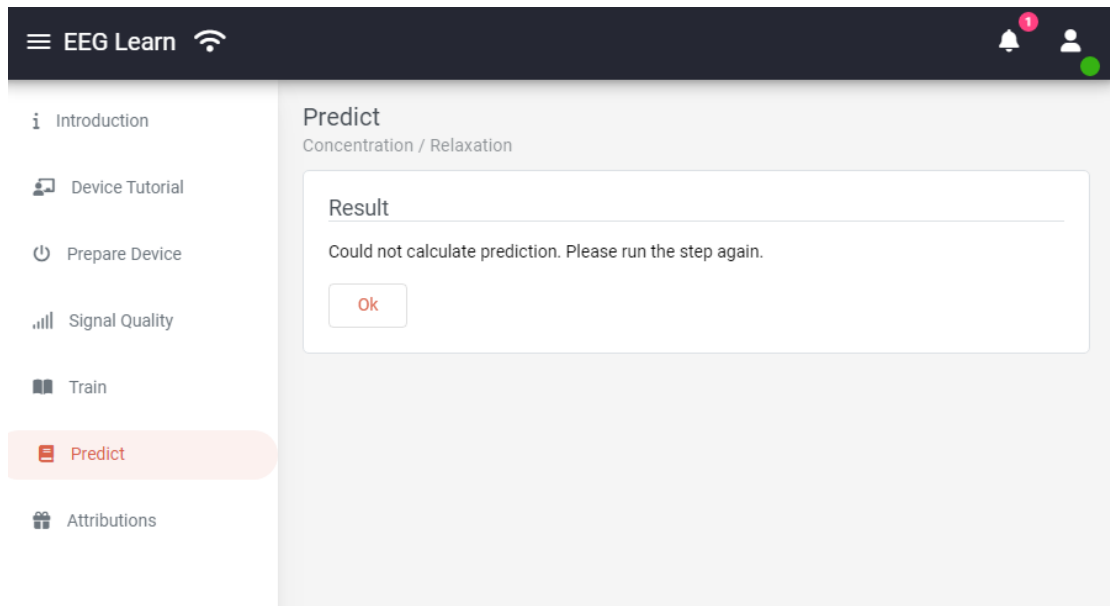 EEG Learn
1
Introduction
Device Tutorial
Prepare Device
Signal Quality
Train
Predict
Attributions
Predict
Concentration / Relaxation
Result
Could not calculate prediction. Please run the step again.
Ok